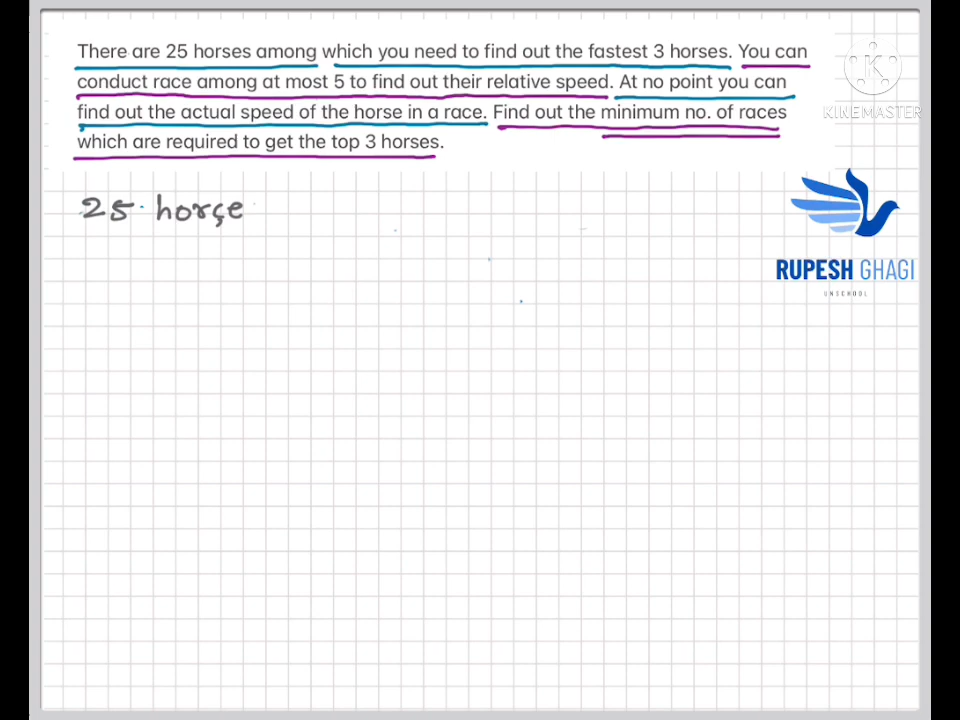 There are 25 horses among which you need to find out the fastest 3 horses. You can
conduct race among at most 5 to find out their relative speed. At no point you can
find out the actual speed of the horse in a race. Find out the minimum no. of races
which are required to get the top 3 horses.
K
KINEMASTER
25 horse
RUPESH GHAGI
UNSCHOOL